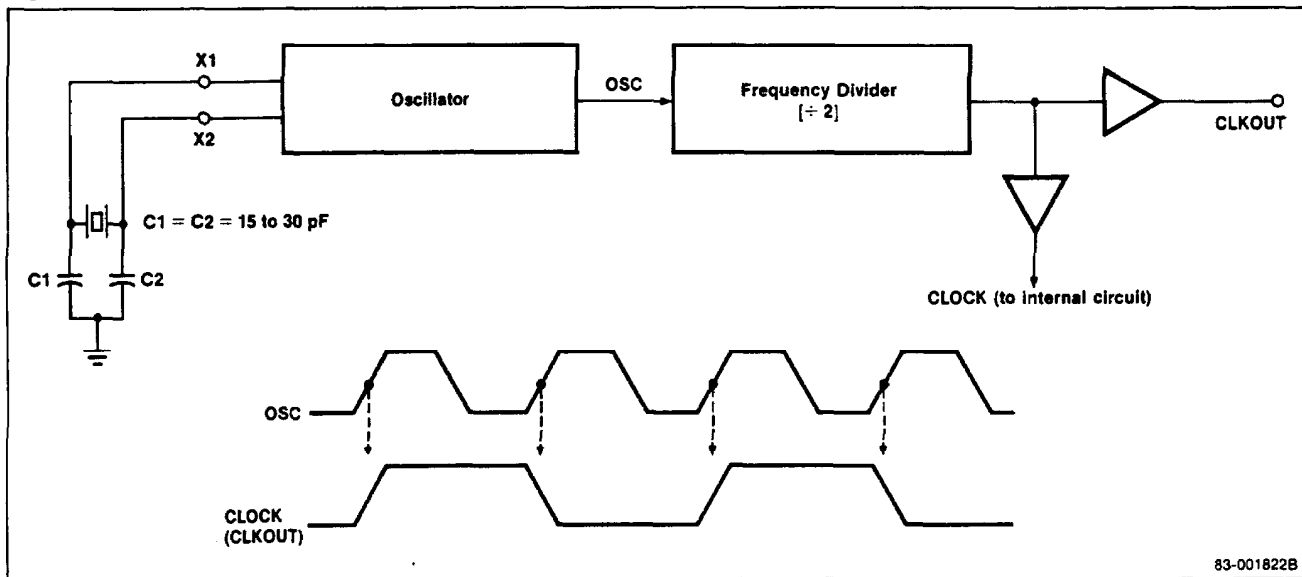 X1
X2
Oscillator
OSC
Frequency Divider
[÷ 2]
CLKOUT
C1 = C2 = 15 to 30 pF
C1
C2
CLOCK (to internal circuit)
OSC
CLOCK
(CLKOUT)
83-001822B